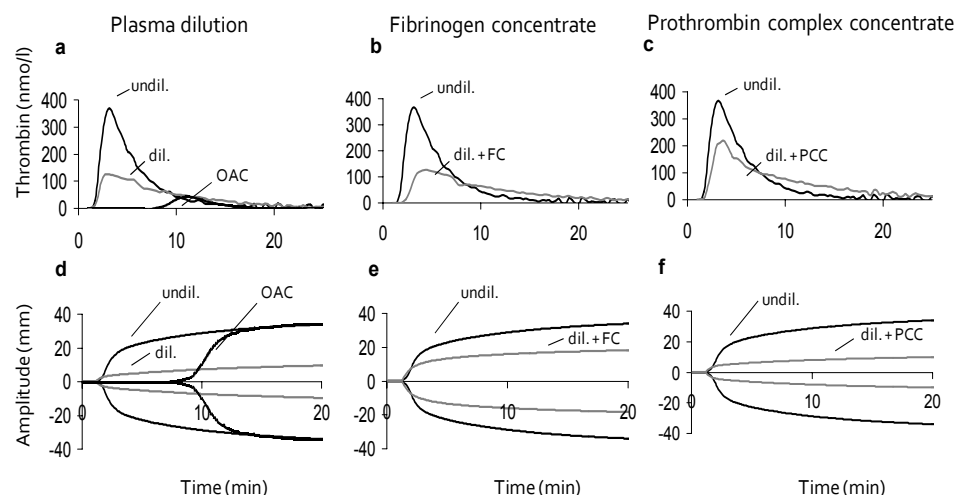 Plasma dilution
Fibrinogen concentrate
Prothrombin complex concentrate
a
b
c
Thrombin (nmo/l)
400
300
200
100
0
0
10
20
undil.
dil.
OAC
400
300
200
100
0
0
10
20
undil.
dil.+FC
400
300
200
100
0
0
10
20
undil.
dil.+PCC
d
e
f
Amplitude (mm)
40
20
0
-20
-40
0
10
20
undil.
OAC
dil.
40
20
0
-20
-40
0
10
20
undil.
dil.+FC
40
20
0
-20
-40
0
10
20
undil.
dil.+PCC
Time (min)
Time (min)
Time (min)